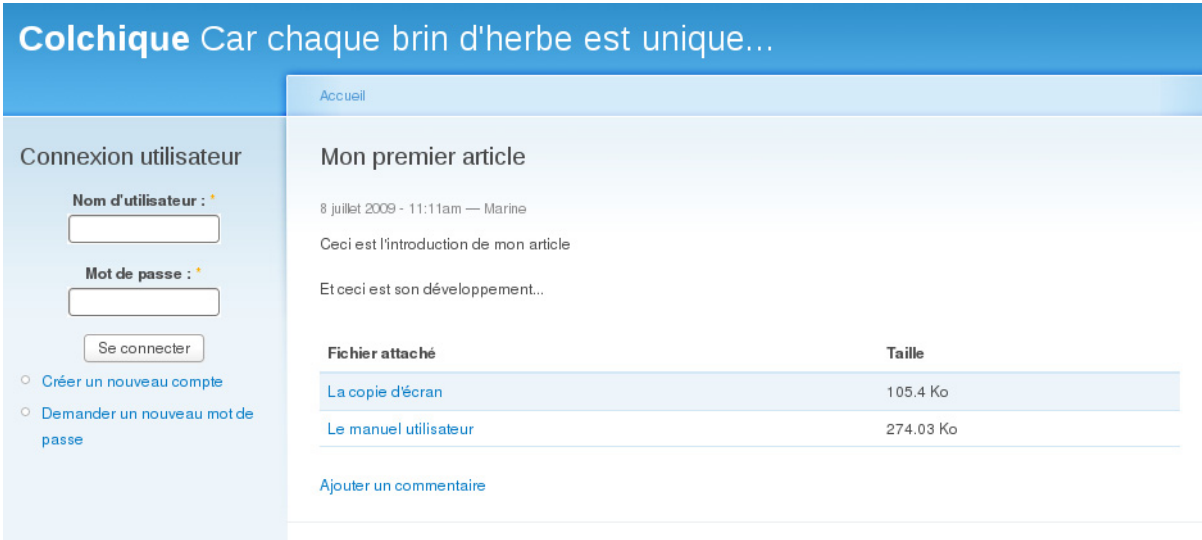 Colchique Car chaque brin d'herbe est unique...
Accueil
Connexion utilisateur
Nom d'utilisateur : *
Mot de passe : *
Se connecter
Créer un nouveau compte
Demander un nouveau mot de
passe
Mon premier article
8 juillet 2009 - 11:11am — Marine
Ceci est l'introduction de mon article
Et ceci est son développement...
Fichier attaché Taille
La copie d'écran 105.4 Ko
Le manuel utilisateur 274.03 Ko
Ajouter un commentaire